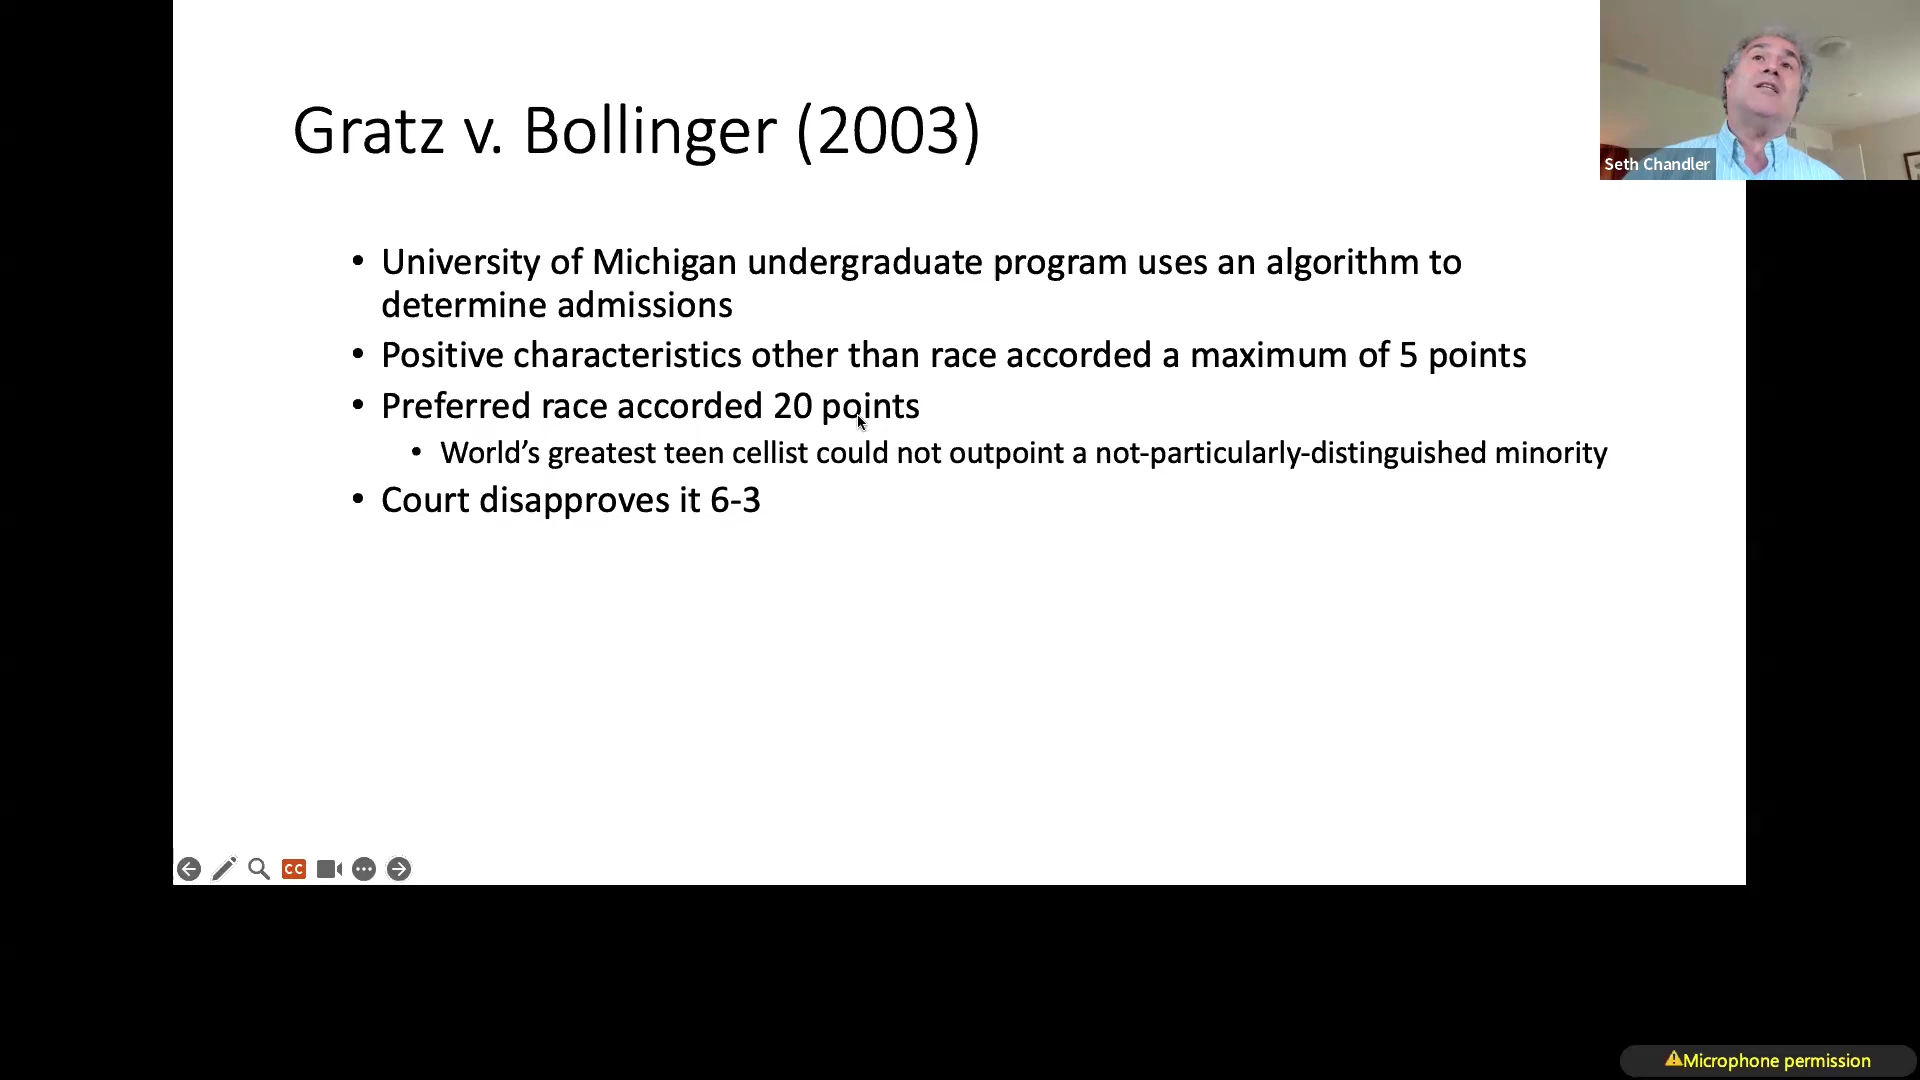 Gratz v. Bollinger (2003)
Seth Chandler
• University of Michigan undergraduate program uses an algorithm to
determine admissions
• Positive characteristics other than race accorded a maximum of 5 points
• Preferred race accorded 20 points
• World’s greatest teen cellist could not outpoint a not-particularly-distinguished minority
• Court disapproves it 6-3
CC
Microphone permission